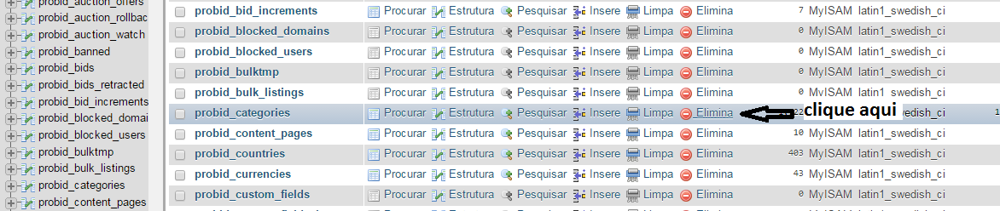 probid_auction_offers
probid_auction_rollbac
probid_auction_watch
probid_banned
probid_bids
probid_bids_retracted
probid_bid_increments
probid_blocked_domai
probid_blocked_users
probid_bulktmp
probid_bulk_listings
probid_categories
probid_content_pages
probid_bid_increments Procurar Estrutura Pesquisar Insere Limpa Elimina 7 MyISAM latin1_swedish_ci
probid_blocked_domains Procurar Estrutura Pesquisar Insere Limpa Elimina 0 MyISAM latin1_swedish_ci
probid_blocked_users Procurar Estrutura Pesquisar Insere Limpa Elimina 0 MyISAM latin1_swedish_ci
probid_bulktmp Procurar Estrutura Pesquisar Insere Limpa Elimina 0 MyISAM latin1_swedish_ci
probid_bulk_listings Procurar Estrutura Pesquisar Insere Limpa Elimina 0 MyISAM latin1_swedish_ci
probid_categories Procurar Estrutura Pesquisar Insere Limpa Elimina clique aqui wedish_ci 1
probid_content_pages Procurar Estrutura Pesquisar Insere Limpa Elimina 10 MyISAM latin1_swedish_ci
probid_countries Procurar Estrutura Pesquisar Insere Limpa Elimina 403 MyISAM latin1_swedish_ci
probid_currencies Procurar Estrutura Pesquisar Insere Limpa Elimina 43 MyISAM latin1_swedish_ci
probid_custom_fields Procurar Estrutura Pesquisar Insere Limpa Elimina 0 MyISAM latin1_swedish_ci